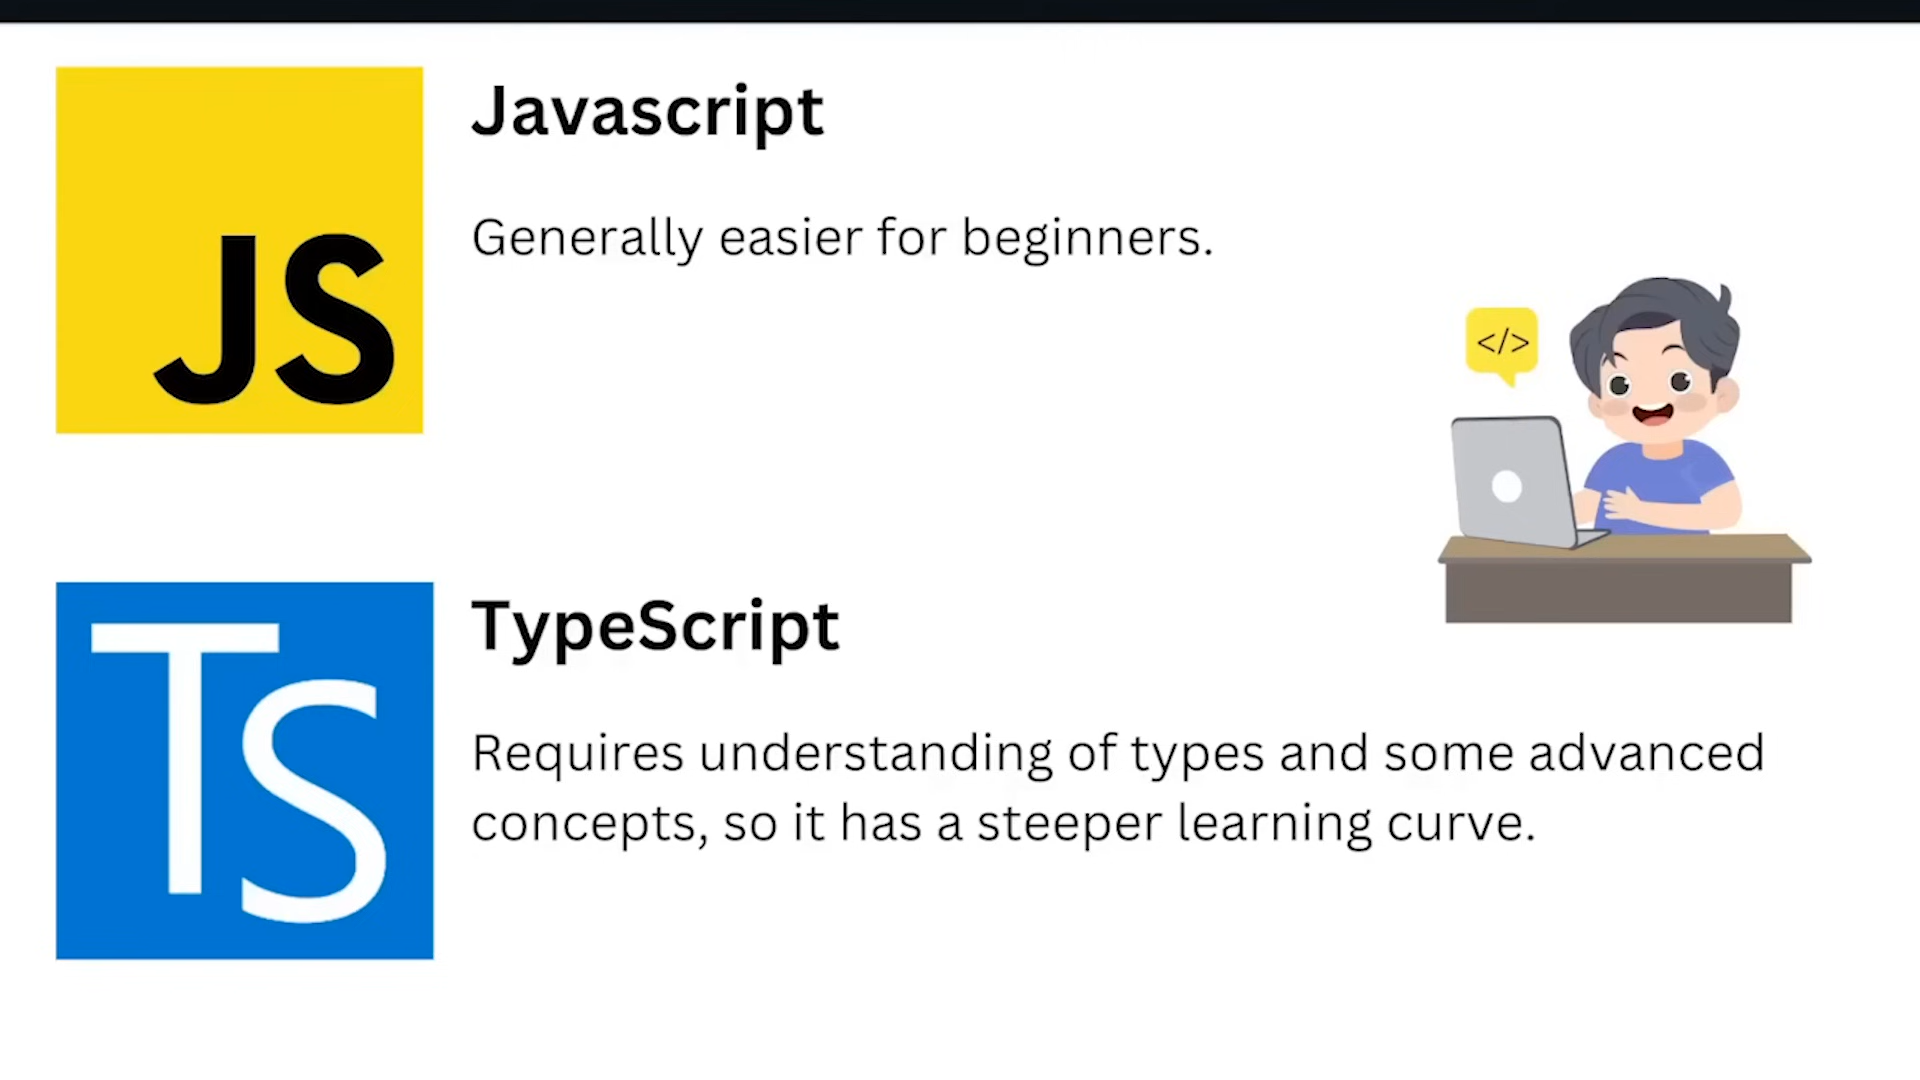 JS
Javascript
Generally easier for beginners.
</>
TS
TypeScript
Requires understanding of types and some advanced
concepts, so it has a steeper learning curve.